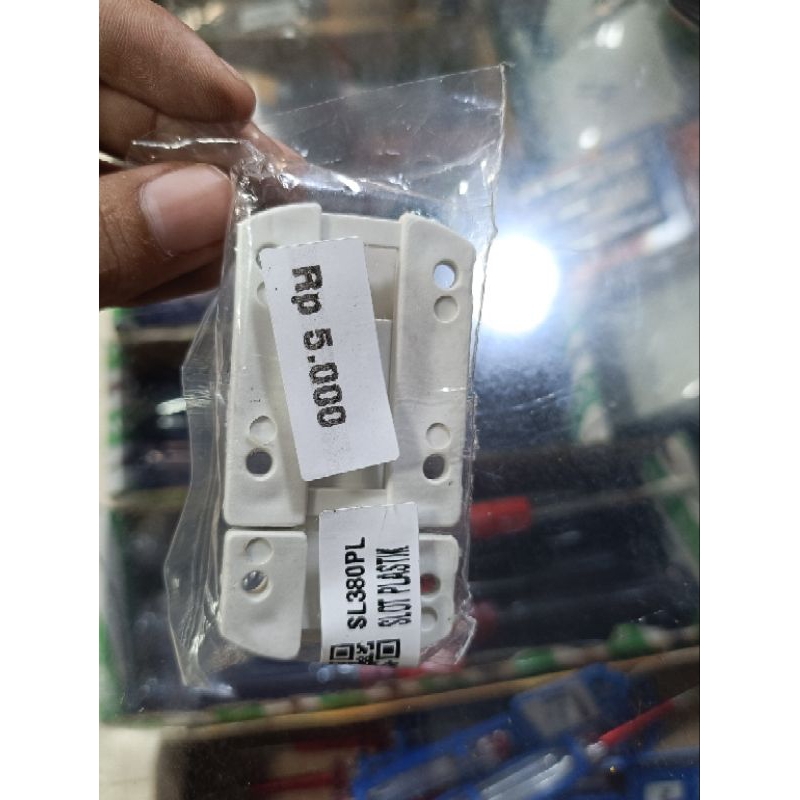 Rp 5.000
SL380PL
SLOT PLASTIK